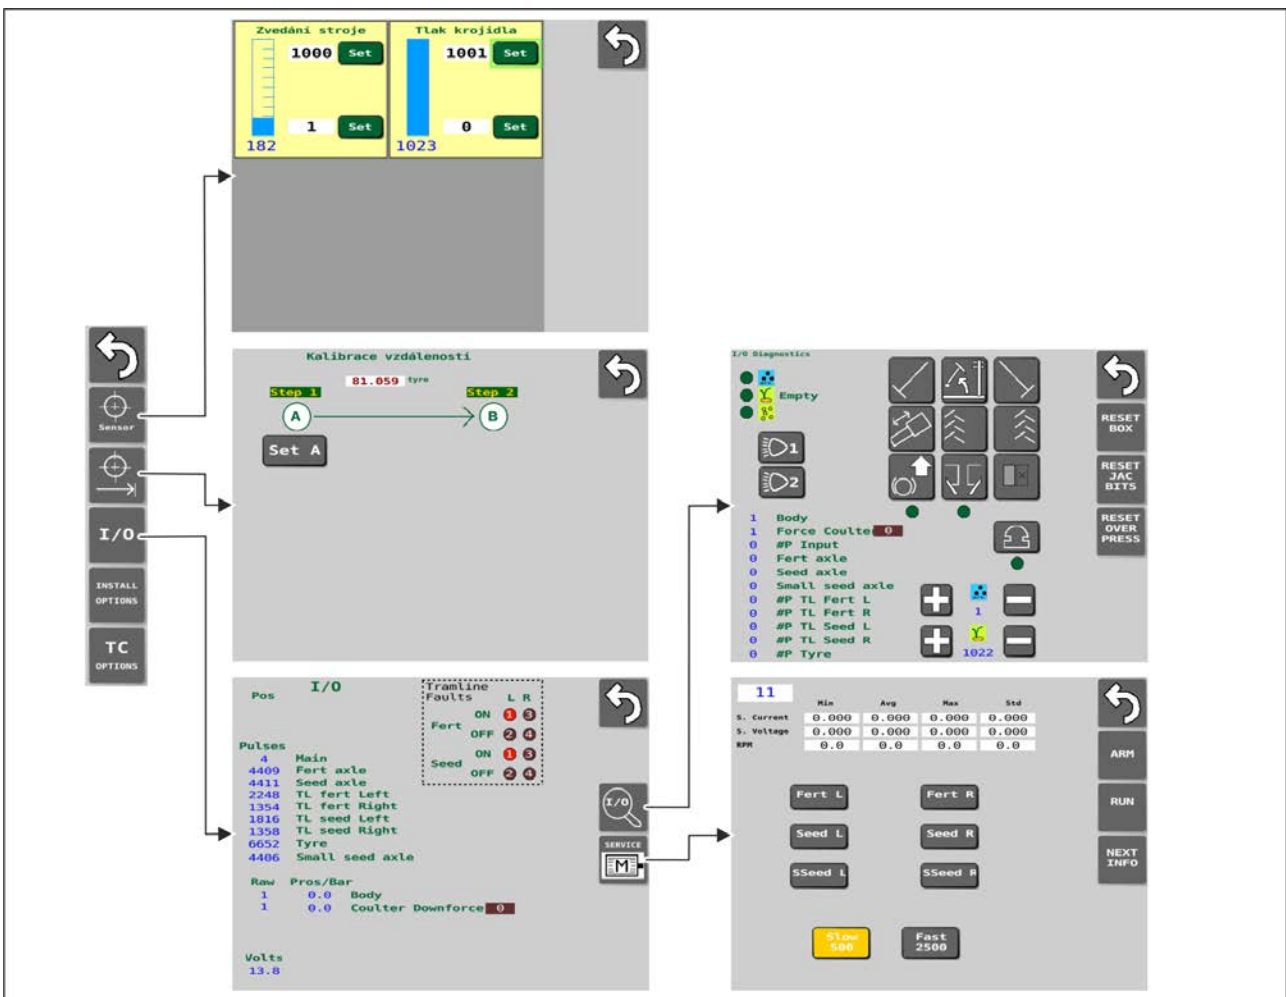 Zvedání stroje
Tlak krojidla
1000 Set
1001 Set
1 Set
0 Set
182
1023
Sensor
I/O
INSTALL
OPTIONS
TC
OPTIONS
Kalibrace vzdálenosti
81.059 tyre
Step 1
Step 2
A
B
Set A
I/O
Pos
Tramline
Faults L R
Fert ON 1 3
OFF 2 4
Seed ON 1 3
OFF 2 4
Pulses
4 Main
4409 Fert axle
4411 Seed axle
2248 TL fert Left
1354 TL fert Right
1816 TL seed Left
1358 TL seed Right
6652 Tyre
4406 Small seed axle
Raw Pros/Bar
1 0.0 Body
1 0.0 Coulter Downforce 0
Volts
13.8
I/O
SERVICE
M
I/O Diagnostics
Empty
1
2
1 Body
1 Force Coulte 0
0 #P Input
0 Fert axle
0 Seed axle
0 Small seed axle
0 #P TL Fert L
0 #P TL Fert R
0 #P TL Seed L
0 #P TL Seed R
0 #P Tyre
1
1022
RESET
BOX
RESET
JAC
BITS
RESET
OVER
PRESS
11
Min Avg Max Std
S. Current 0.000 0.000 0.000 0.000
S. Voltage 0.000 0.000 0.000 0.000
RPM 0.0 0.0 0.0 0.0
Fert L
Fert R
Seed L
Seed R
SSeed L
SSeed R
Slow
500
Fast
2500
ARM
RUN
NEXT
INFO